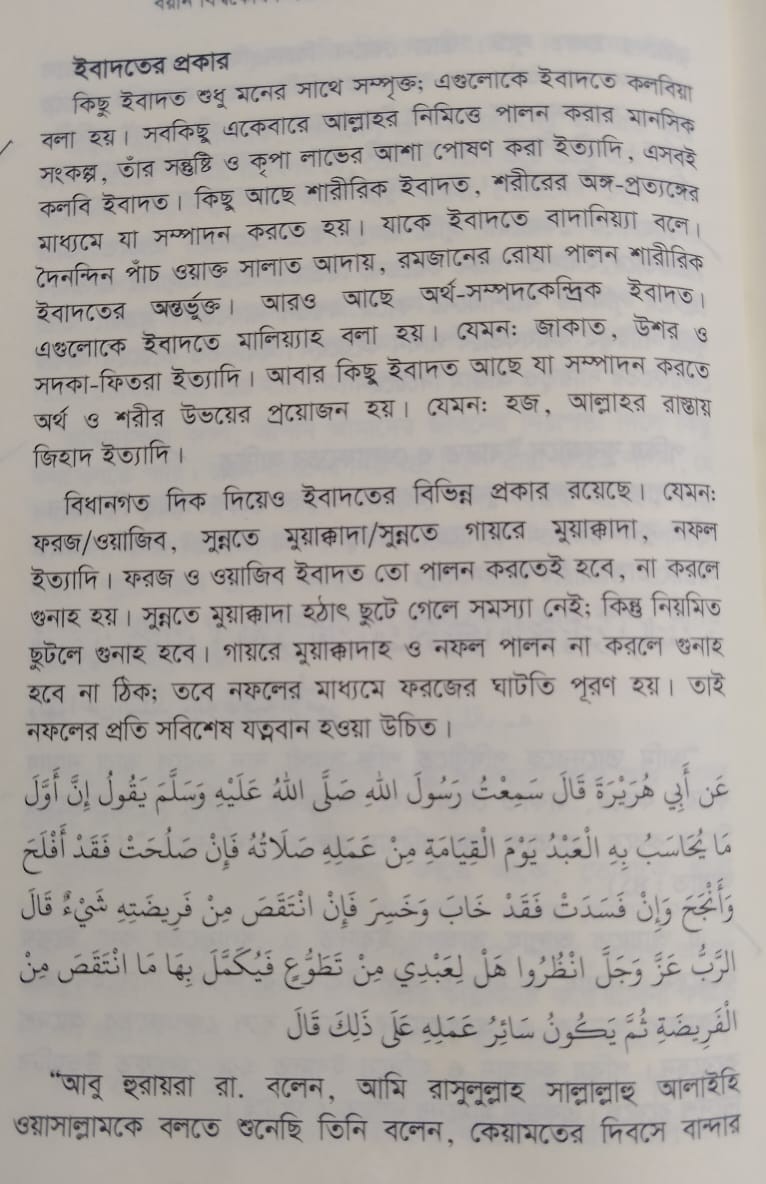 ইবাদতের প্রকার
কিছু ইবাদত শুধু মনের সাথে সম্পৃক্ত; এগুলোকে ইবাদতে কলবিয়া
বলা হয়। সবকিছু একেবারে আল্লাহর নিমিত্তে পালন করার মানসিক
সংকল্প, তাঁর সন্তুষ্টি ও কৃপা লাভের আশা পোষণ করা ইত্যাদি, এসবই
কলবি ইবাদত। কিছু আছে শারীরিক ইবাদত, শরীরের অঙ্গ-প্রত্যঙ্গের
মাধ্যমে যা সম্পাদন করতে হয়। যাকে ইবাদতে বাদানিয়্যা বলে।
দৈনন্দিন পাঁচ ওয়াক্ত সালাত আদায়, রমজানের রোযা পালন শারীরিক
ইবাদতের অন্তর্ভূক্ত। আরও আছে অর্থ-সম্পদকেন্দ্রিক ইবাদত।
এগুলোকে ইবাদতে মালিয়্যাহ বলা হয়। যেমন: জাকাত, উশর ও
সদকা-ফিতরা ইত্যাদি। আবার কিছু ইবাদত আছে যা সম্পাদন করতে
অর্থ ও শরীর উভয়ের প্রয়োজন হয়। যেমন: হজ, আল্লাহর রাস্তায়
জিহাদ ইত্যাদি।
বিধানগত দিক দিয়েও ইবাদতের বিভিন্ন প্রকার রয়েছে। যেমন:
ফরজ/ওয়াজিব, সুন্নতে মুয়াক্কাদা/সুন্নতে গায়রে মুয়াক্কাদা, নফল
ইত্যাদি। ফরজ ও ওয়াজিব ইবাদত তো পালন করতেই হবে, না করলে
গুনাহ হয়। সুন্নতে মুয়াক্কাদা হঠাৎ ছুটে গেলে সমস্যা নেই; কিন্তু নিয়মিত
ছুটলে গুনাহ হবে। গায়রে মুয়াক্কাদাহ ও নফল পালন না করলে গুনাহ
হবে না ঠিক; তবে নফলের মাধ্যমে ফরজের ঘাটতি পূরণ হয়। তাই
নফলের প্রতি সবিশেষ যত্নবান হওয়া উচিত।
عَن أَبِي هُرَيْرَةَ قَالَ سَمِعْتُ رَسُولَ اللهِ صَلَّى اللهُ عَلَيْهِ وَسَلَّمَ يَقُولُ إِنَّ أَوَّلَ
مَا يُحَاسَبُ بِهِ الْعَبْدُ يَوْمَ الْقِيَامَةِ مِنْ عَمَلِهِ صَلَاتُهُ فَإِنْ صَلُحَتْ فَقَدْ أَفْلَحَ
وَأَنْجَحَ وَإِنْ فَسَدَتْ فَقَدْ خَابَ وَخَسِرَ فَإِنْ انْتَقَصَ مِنْ فَرِيضَتِهِ شَيْءٌ قَالَ
الرَّبُّ عَزَّ وَجَلَّ انْظُرُوا هَلْ لِعَبْدِي مِنْ تَطَوُّعٍ فَيُكَمَّلَ بِهَا مَا انْتَقَصَ مِنْ
الْفَرِيضَةِ ثُمَّ يَكُونُ سَائِرُ عَمَلِهِ عَلَى ذَلِكَ قَالَ
“আবু হুরায়রা রা. বলেন, আমি রাসূলুল্লাহ সাল্লাল্লাহু আলাইহি
ওয়াসাল্লামকে বলতে শুনেছি তিনি বলেন, কেয়ামতের দিবসে বান্দার